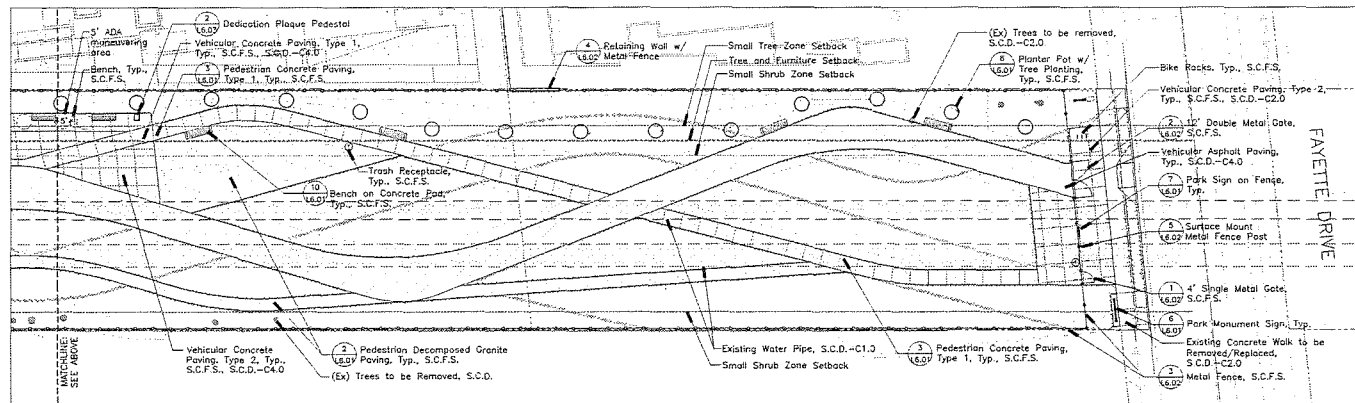 2
L6.03
Dedication Plaque Pedestal
5' ADA
maneuvering
area
Vehicular Concrete Paving, Type 1,
Typ., S.C.F.S., S.C.D.-C4.0
Bench, Typ.,
S.C.F.S.
3
L6.01
Pedestrian Concrete Paving,
Type 1, Typ., S.C.F.S.
5'
4
L6.02
Retaining Wall w/
Metal Fence
Small Tree Zone Setback
Tree and Furniture Setback
Small Shrub Zone Setback
(Ex) Trees to be removed,
S.C.D.-C2.0
6
L6.01
Planter Pot w/
Tree Planting,
Typ., S.C.F.S.
Bike Racks, Typ., S.C.F.S.
Vehicular Concrete Paving, Type 2,
Typ., S.C.F.S., S.C.D.-C2.0
2
L6.02
12' Double Metal Gate,
S.C.F.S.
Vehicular Asphalt Paving,
Typ., S.C.D.-C4.0
7
L6.01
Park Sign on Fence,
Typ.
5
L6.02
Surface Mount
Metal Fence Post
FAYETTE DRIVE
1
L6.02
4' Single Metal Gate,
S.C.F.S.
6
L6.01
Park Monument Sign, Typ.
Existing Concrete Walk to be
Removed/Replaced,
S.C.D.-C2.0
3
L6.02
Metal Fence, S.C.F.S.
Trash Receptacle,
Typ., S.C.F.S.
10
L6.01
Bench on Concrete Pad,
Typ., S.C.F.S.
MATCHLINE:
SEE ABOVE
Vehicular Concrete
Paving, Type 2, Typ.,
S.C.F.S., S.C.D.-C4.0
2
L6.01
Pedestrian Decomposed Granite
Paving, Typ., S.C.F.S.
(Ex) Trees to be Removed, S.C.D.
Existing Water Pipe, S.C.D.-C1.0
Small Shrub Zone Setback
3
L6.01
Pedestrian Concrete Paving,
Type 1, Typ., S.C.F.S.